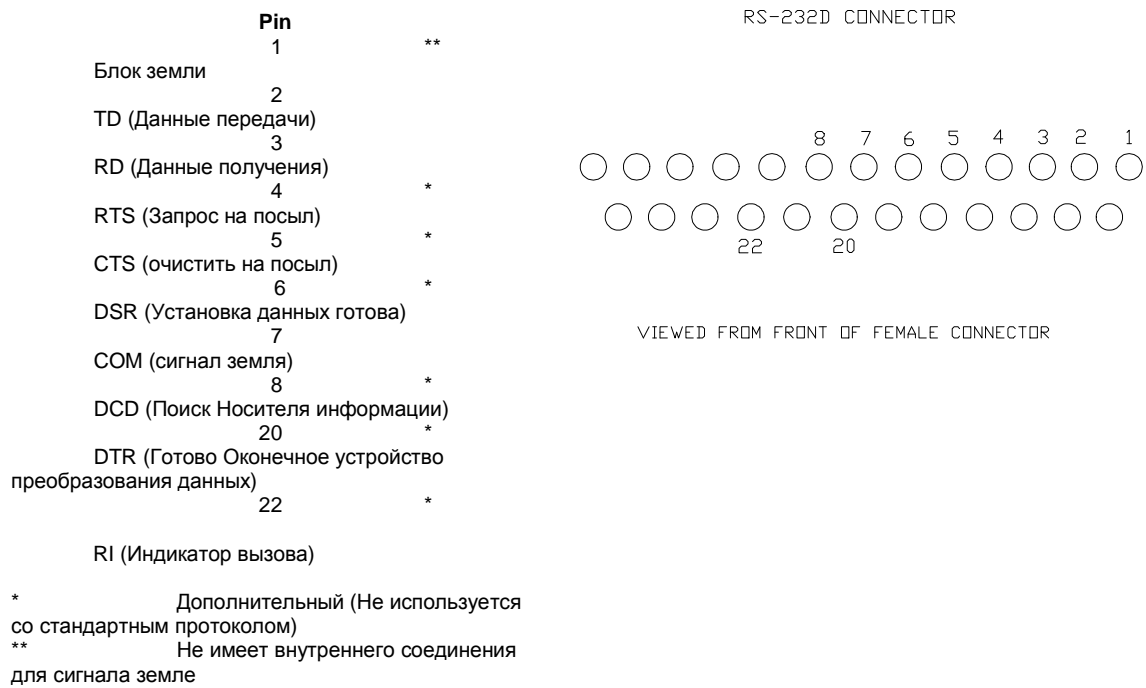 Pin
1 **
Блок земли
2
TD (Данные передачи)
3
RD (Данные получения)
4 *
RTS (Запрос на посыл)
5 *
CTS (очистить на посыл)
6 *
DSR (Установка данных готова)
7
COM (сигнал земля)
8 *
DCD (Поиск Носителя информации)
20 *
DTR (Готово Оконечное устройство
преобразования данных)
22 *
RI (Индикатор вызова)
* Дополнительный (Не используется
со стандартным протоколом)
** Не имеет внутреннего соединения
для сигнала земле
RS-232D CONNECTOR
8 7 6 5 4 3 2 1
22 20
VIEWED FROM FRONT OF FEMALE CONNECTOR